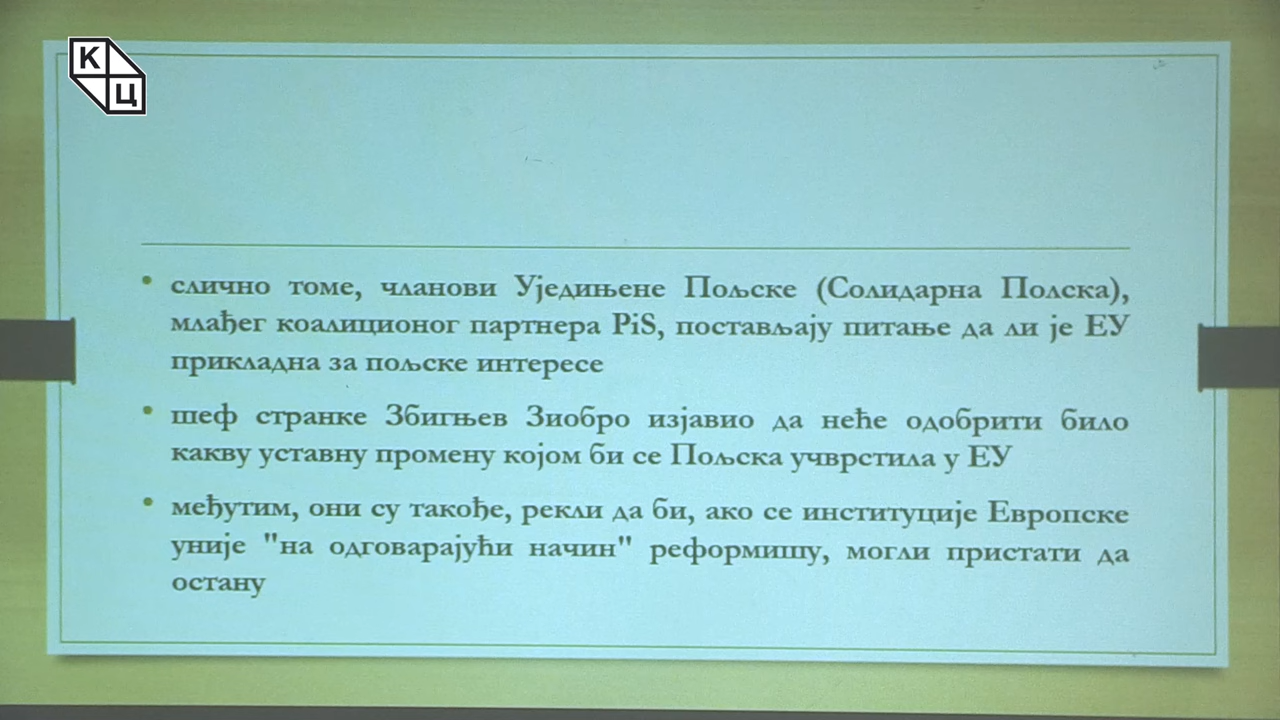 К
Ц
• слично томе, чланови Уједињене Пољске (Солидарна Полска),
млађег коалиционог партнера PiS, постављају питање да ли је ЕУ
прикладна за пољске интересе
• шеф странке Збигњев Зиобро изјавио да неће одобрити било
какву уставну промену којом би се Пољска учврстила у ЕУ
• међутим, они су такође, рекли да би, ако се институције Европске
уније "на одговарајући начин" реформишу, могли пристати да
остану